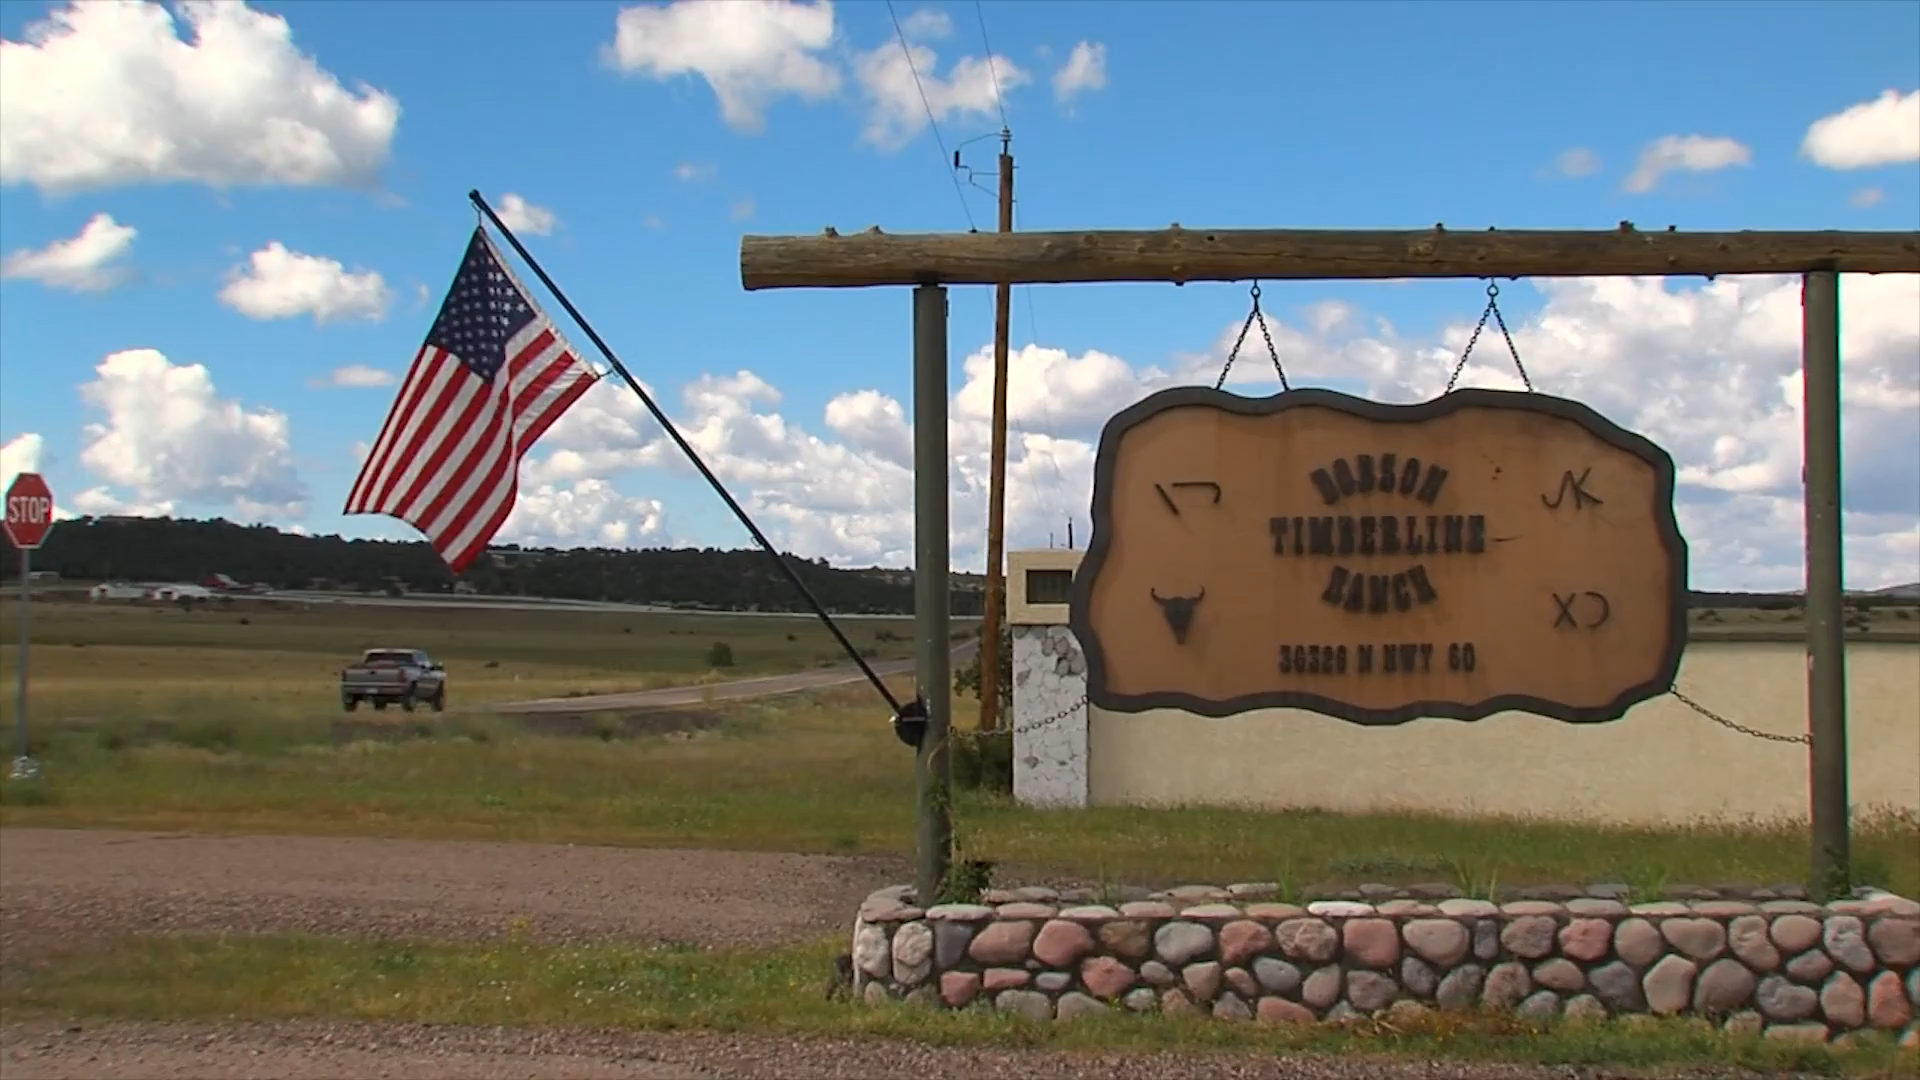 STOP
DOBSON
TIMBERLINE
RANCH
36326 N HWY 60